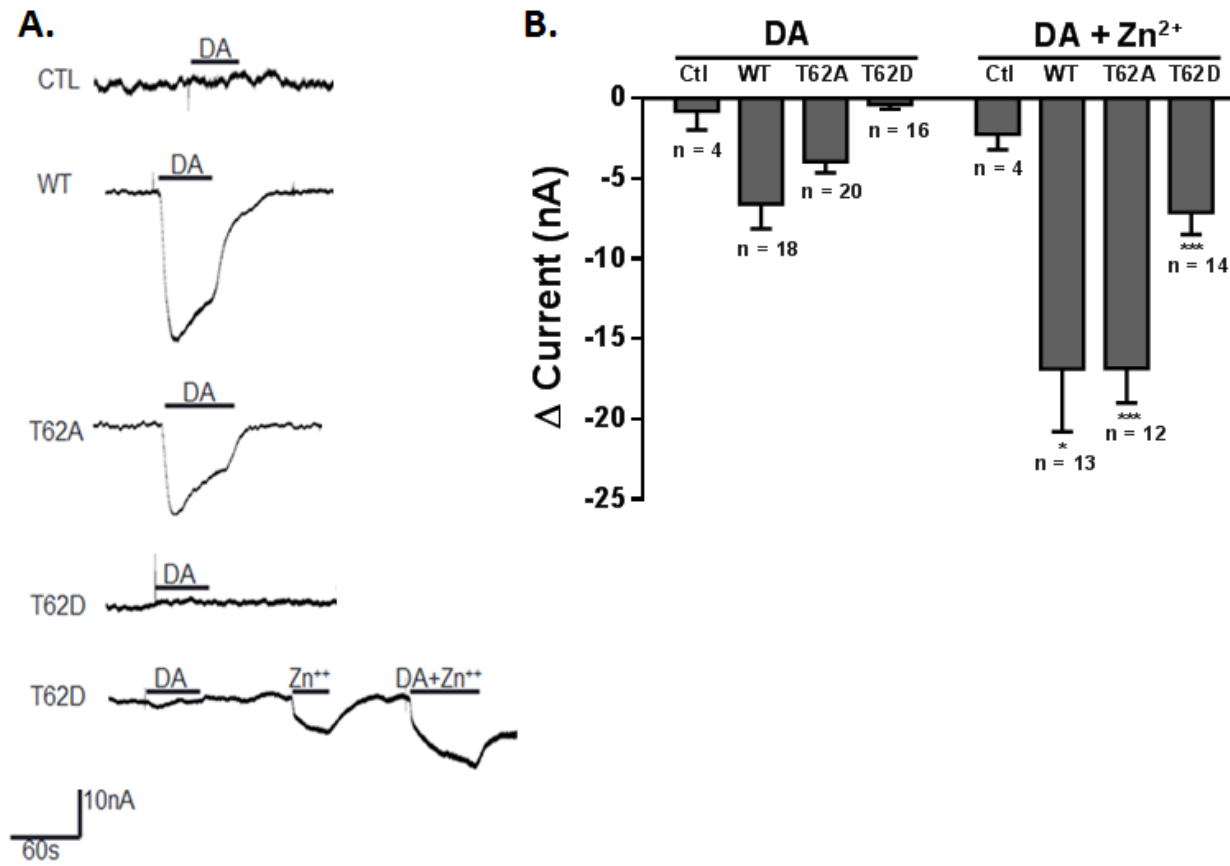 A.
DA
CTL
DA
WT
DA
T62A
DA
T62D
DA Zn⁺⁺ DA+Zn⁺⁺
T62D
10nA
60s
B.
DA DA + Zn²⁺
Ctl WT T62A T62D Ctl WT T62A T62D
0
-5
-10
-15
-20
-25
Δ Current (nA)
n = 4
n = 18
n = 20
n = 16
n = 4
*
n = 13
***
n = 12
***
n = 14